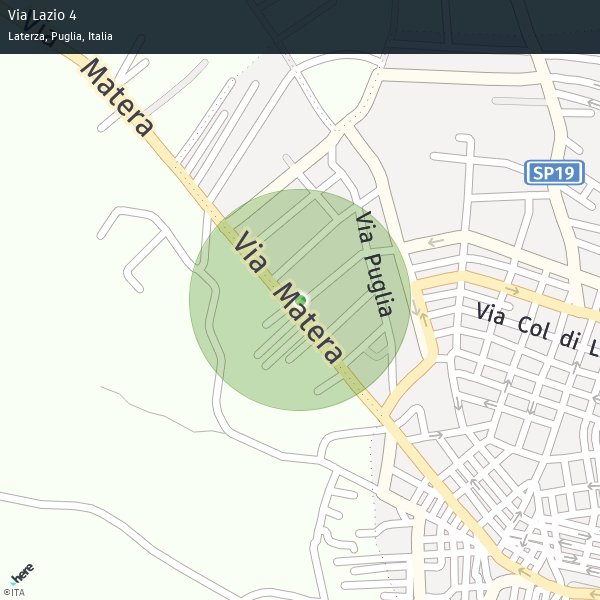 Via Lazio 4
Laterza, Puglia, Italia
Via Matera
SP19
Via Matera
Via Puglia
Via Col di L
here
© ITA